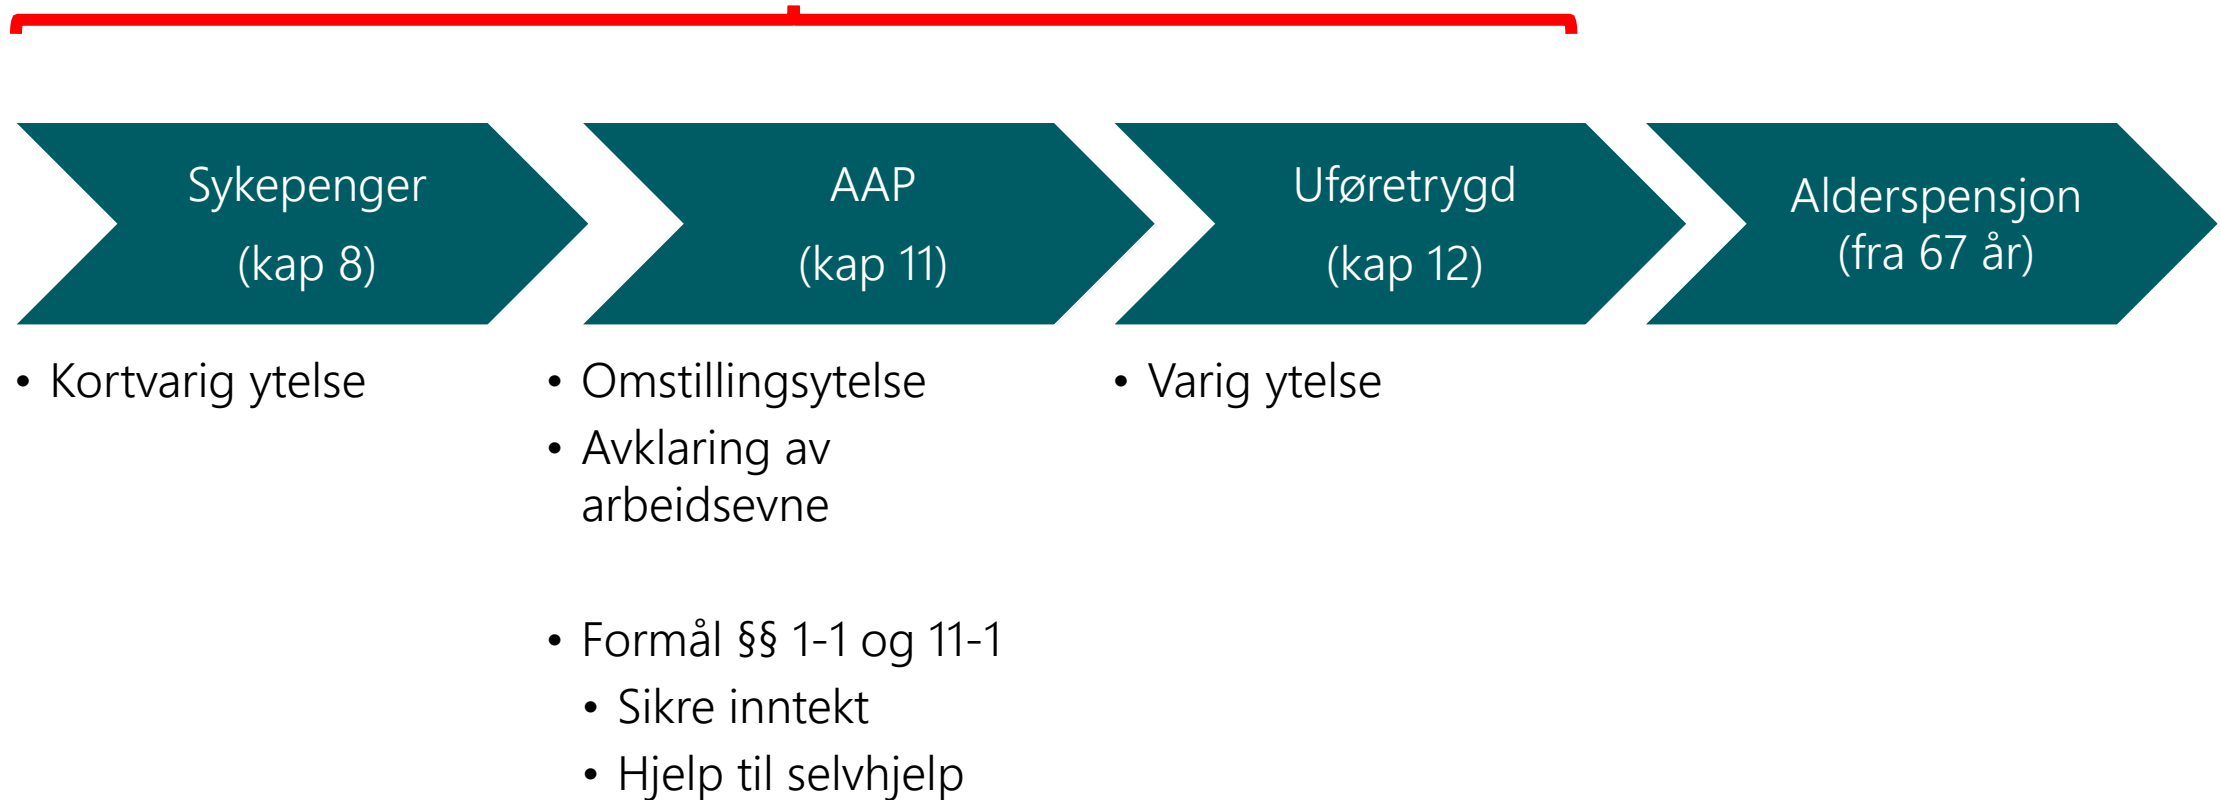 Sykepenger
(kap 8)
AAP
(kap 11)
Uføretrygd
(kap 12)
Alderspensjon
(fra 67 år)
• Kortvarig ytelse
• Omstillingsytelse
• Avklaring av
arbeidsevne
• Formål §§ 1-1 og 11-1
• Sikre inntekt
• Hjelp til selvhjelp
• Varig ytelse